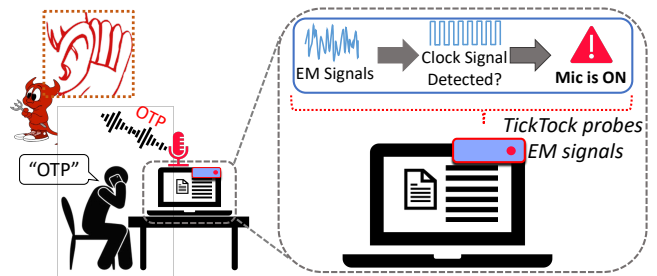 OTP
"OTP"
EM Signals
Clock Signal
Detected?
Mic is ON
TickTock probes
EM signals